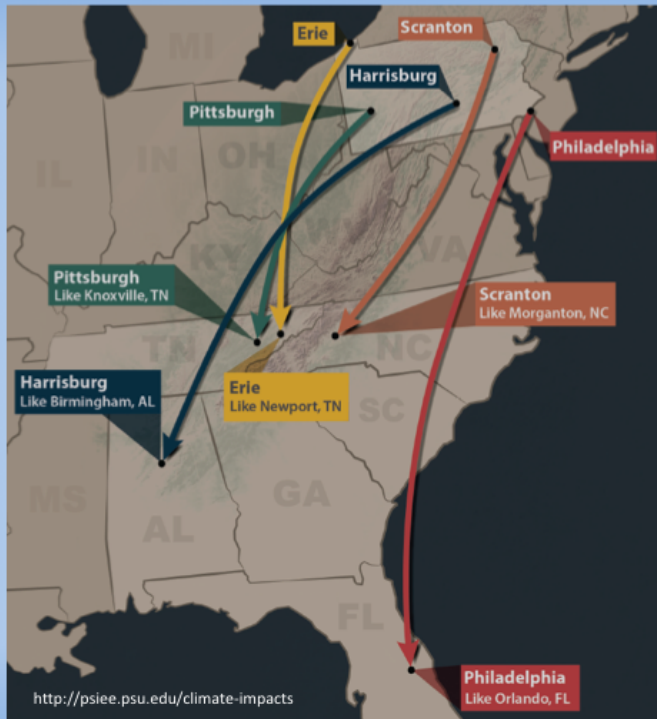 MI
Erie
Scranton
Harrisburg
Pittsburgh
Philadelphia
IL
IN
OH
WV
KY
VA
Pittsburgh
Like Knoxville, TN
Scranton
Like Morganton, NC
TN
NC
Harrisburg
Like Birmingham, AL
Erie
Like Newport, TN
SC
MS
GA
AL
FL
Philadelphia
Like Orlando, FL
http://psiee.psu.edu/climate-impacts